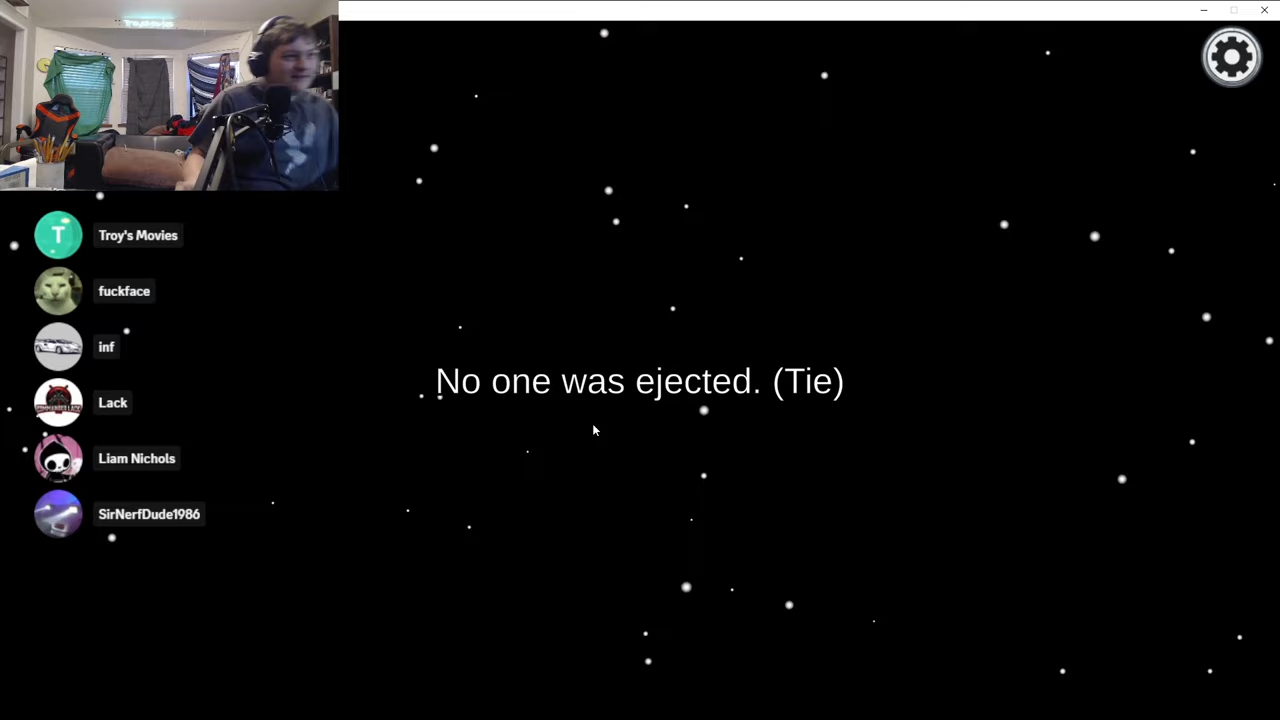 T
Troy's Movies
fuckface
inf
Lack
Liam Nichols
SirNerfDude1986
No one was ejected. (Tie)